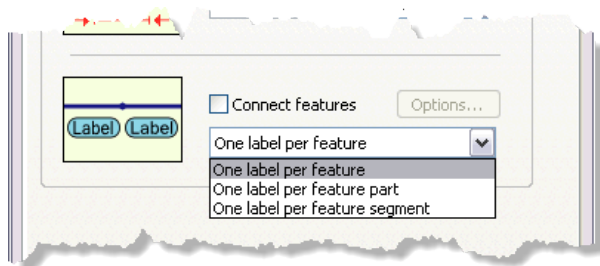 Connect features
Options...
Label
Label
One label per feature
One label per feature
One label per feature part
One label per feature segment